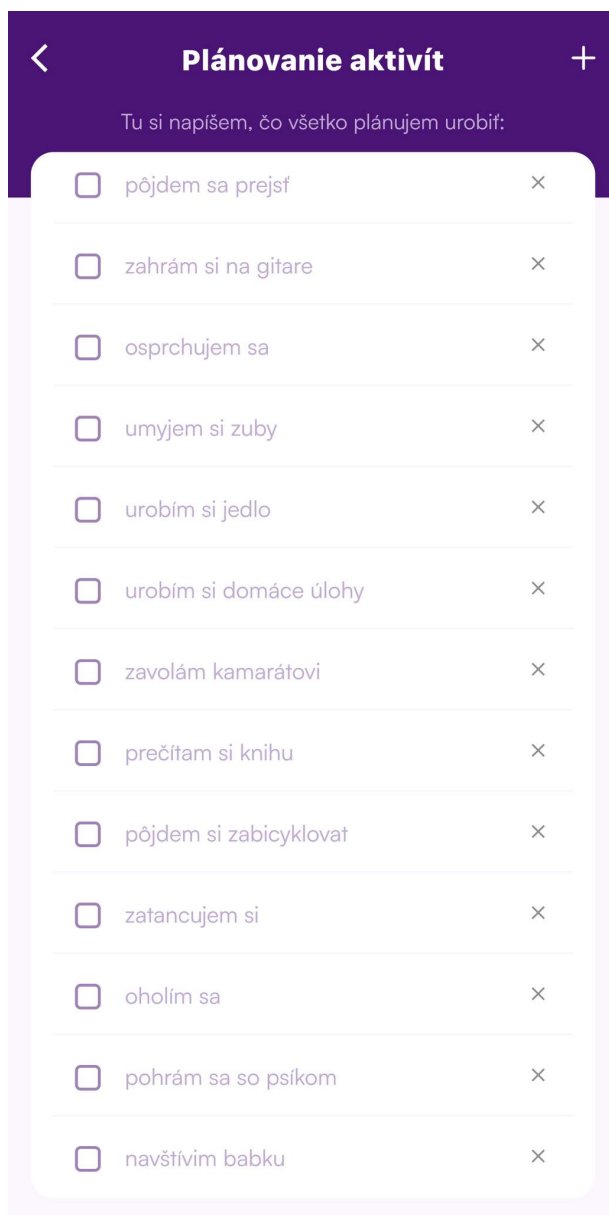 Plánovanie aktivít
Tu si napíšem, čo všetko plánujem urobiť:
pôjdem sa prejsť
zahrám si na gitare
osprchujem sa
umyjem si zuby
urobím si jedlo
urobím si domáce úlohy
zavolám kamarátovi
prečítam si knihu
pôjdem si zabicyklovat
zatancujem si
oholím sa
pohrám sa so psíkom
navštívim babku